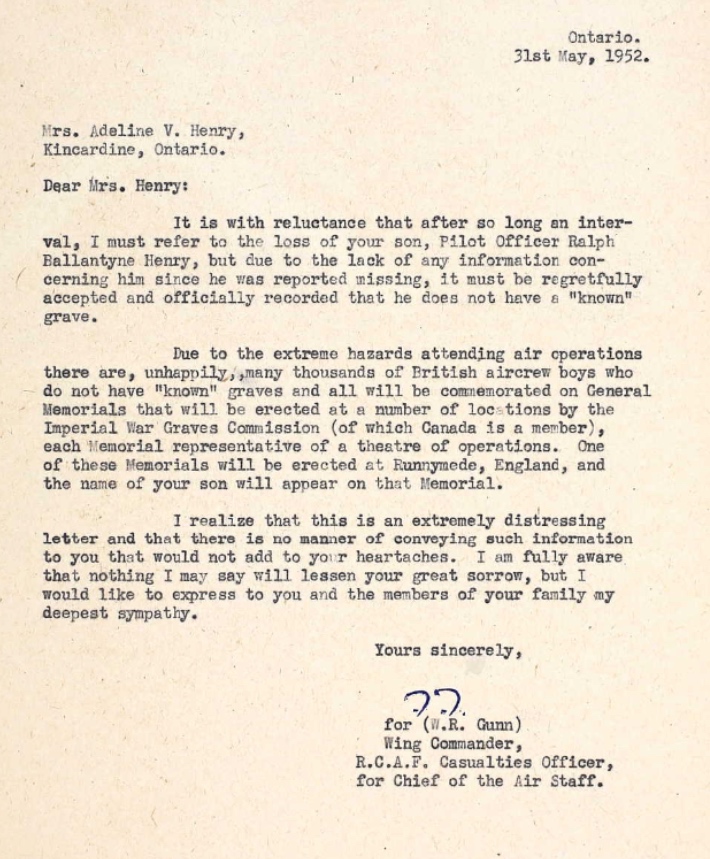 Ontario.
31st May, 1952.
Mrs. Adeline V. Henry,
Kincardine, Ontario.
Dear Mrs. Henry:
It is with reluctance that after so long an inter-
val, I must refer to the loss of your son, Pilot Officer Ralph
Ballantyne Henry, but due to the lack of any information con-
cerning him since he was reported missing, it must be regretfully
accepted and officially recorded that he does not have a "known"
grave.
Due to the extreme hazards attending air operations
there are, unhappily,,many thousands of British aircrew boys who
do not have "known" graves and all will be commemorated on General
Memorials that will be erected at a number of locations by the
Imperial War Graves Commission (of which Canada is a member),
each Memorial representative of a theatre of operations. One
of these Memorials will be erected at Runnymede, England, and
the name of your son will appear on that Memorial.
I realize that this is an extremely distressing
letter and that there is no manner of conveying such information
to you that would not add to your heartaches. I am fully aware
that nothing I may say will lessen your great sorrow, but I
would like to express to you and the members of your family my
deepest sympathy.
Yours sincerely,
for (W.R. Gunn)
Wing Commander,
R.C.A.F. Casualties Officer,
for Chief of the Air Staff.